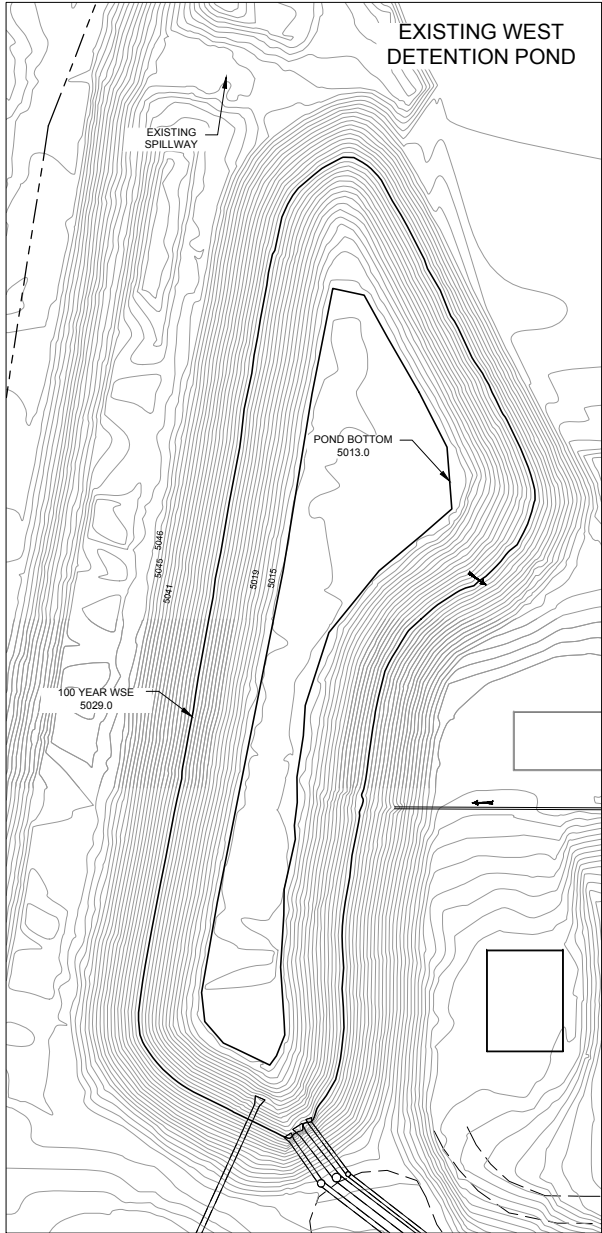 EXISTING WEST
DETENTION POND
EXISTING
SPILLWAY
POND BOTTOM
5013.0
5046
5045
5041
5019
5015
100 YEAR WSE
5029.0